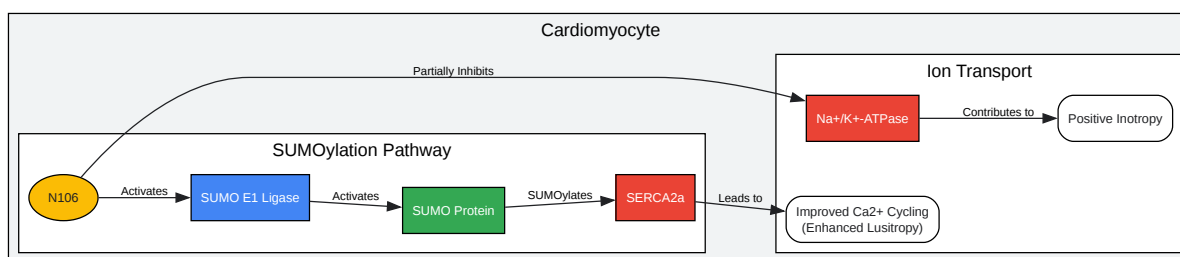 Cardiomyocyte
Ion Transport
Partially Inhibits
Na+/K+-ATPase
Contributes to
Positive Inotropy
SUMOylation Pathway
N106
Activates
SUMO E1 Ligase
Activates
SUMO Protein
SUMOylates
SERCA2a
Leads to
Improved Ca2+ Cycling
(Enhanced Lusitropy)